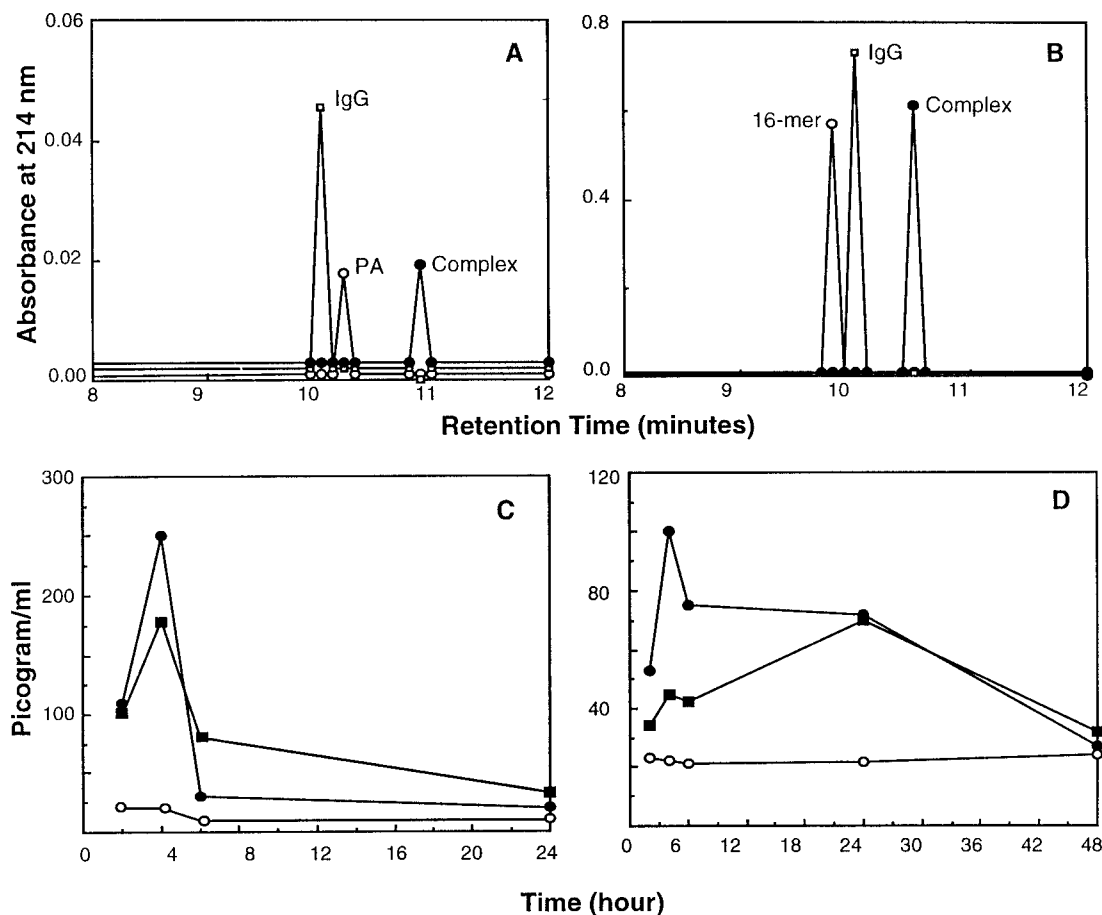 0.06
0.04
0.02
0.00
A
IgG
PA
Complex
8
9
10
11
12
0.8
0.4
0.0
B
16-mer
IgG
Complex
8
9
10
11
12
Absorbance at 214 nm
Retention Time (minutes)
300
200
100
C
0
4
8
12
16
20
24
120
80
40
D
0
6
12
18
24
30
36
42
48
Picogram/ml
Time (hour)